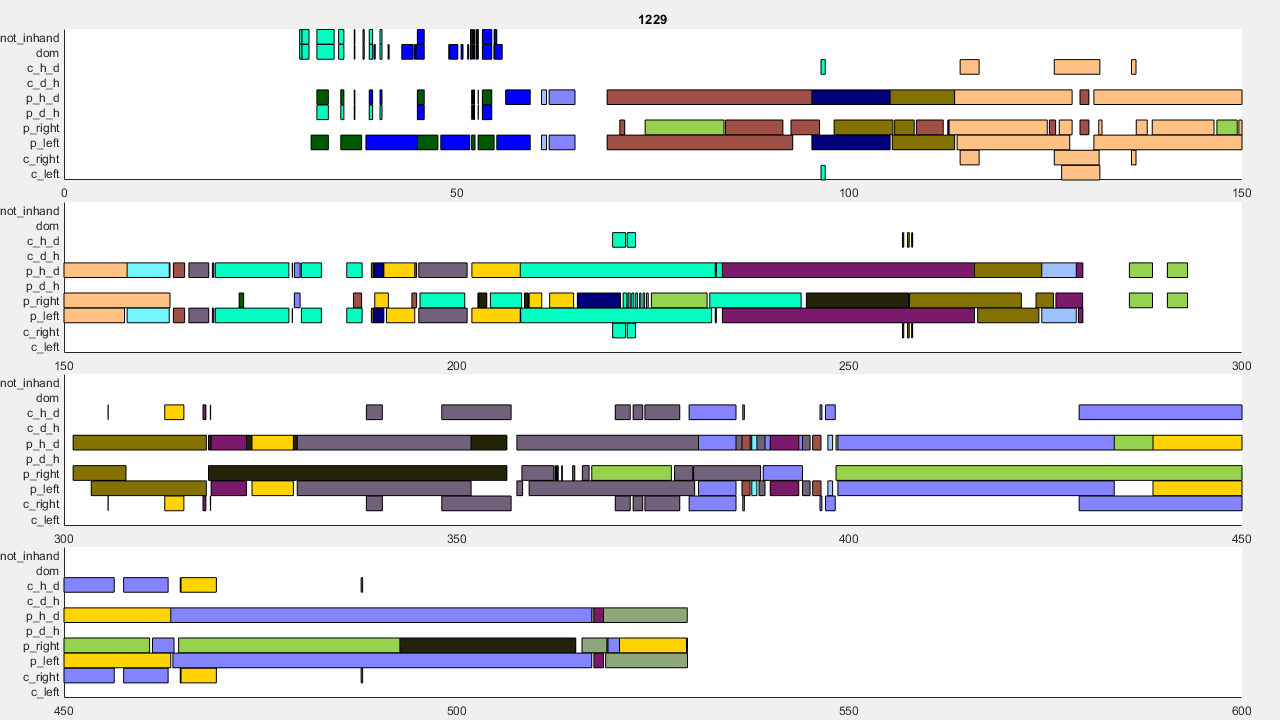 1229
not_inhand
dom
c_h_d
c_d_h
p_h_d
p_d_h
p_right
p_left
c_right
c_left
0 50 100 150
not_inhand
dom
c_h_d
c_d_h
p_h_d
p_d_h
p_right
p_left
c_right
c_left
150 200 250 300
not_inhand
dom
c_h_d
c_d_h
p_h_d
p_d_h
p_right
p_left
c_right
c_left
300 350 400 450
not_inhand
dom
c_h_d
c_d_h
p_h_d
p_d_h
p_right
p_left
c_right
c_left
450 500 550 600